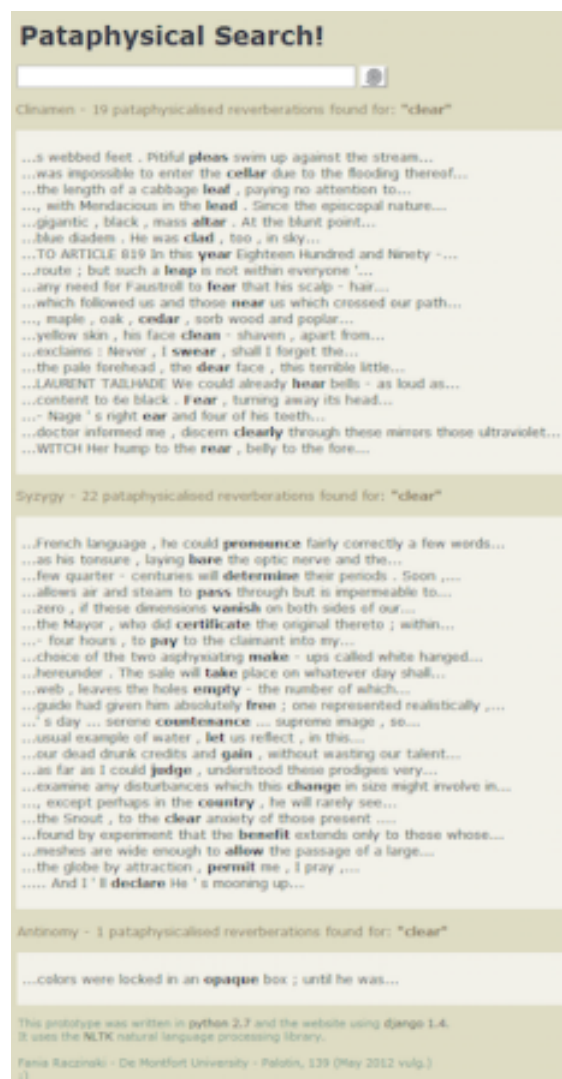 Pataphysical Search!
Clinamen - 19 pataphysicalised reverberations found for: "clear"
...s webbed feet . Pitiful pleas swim up against the stream...
...was impossible to enter the cellar due to the flooding thereof...
...the length of a cabbage leaf , paying no attention to...
..., with Mendacious in the lead . Since the episcopal nature...
...gigantic , black , mass altar . At the blunt point...
...blue diadem . He was clad , too , in sky...
...TO ARTICLE 819 In this year Eighteen Hundred and Ninety -...
...route ; but such a leap is not within everyone '...
...any need for Faustroll to fear that his scalp - hair...
...which followed us and those near us which crossed our path...
..., maple , oak , cedar , sorb wood and poplar...
...yellow skin , his face clean - shaven , apart from...
...exclaims : Never , I swear , shall I forget the...
...the pale forehead , the dear face , this terrible little...
...LAURENT TAILHADE We could already hear bells - as loud as...
...content to 6e black . Fear , turning away its head...
...- Nage ' s right ear and four of his teeth...
...doctor informed me , discern clearly through these mirrors those ultraviolet...
...WITCH Her hump to the rear , belly to the fore...
Syzygy - 22 pataphysicalised reverberations found for: "clear"
...French language , he could pronounce fairly correctly a few words...
...as his tonsure , laying bare the optic nerve and the...
...few quarter - centuries will determine their periods . Soon ,...
...allows air and steam to pass through but is impermeable to...
...zero , if these dimensions vanish on both sides of our...
...the Mayor , who did certificate the original thereto ; within...
...- four hours , to pay to the claimant into my...
...choice of the two asphyxiating make - ups called white hanged...
...hereunder . The sale will take place on whatever day shall...
...web , leaves the holes empty - the number of which...
...guide had given him absolutely free ; one represented realistically ,...
...' s day ... serene countenance ... supreme image , so...
...usual example of water , let us reflect , in this...
...our dead drunk credits and gain , without wasting our talent...
...as far as I could judge , understood these prodigies very...
...examine any disturbances which this change in size might involve in...
..., except perhaps in the country , he will rarely see...
...the Snout , to the clear anxiety of those present ....
...found by experiment that the benefit extends only to those whose...
...meshes are wide enough to allow the passage of a large...
...the globe by attraction , permit me , I pray ,...
..... And I ' ll declare He ' s mooning up...
Antinomy - 1 pataphysicalised reverberations found for: "clear"
...colors were locked in an opaque box ; until he was...
This prototype was written in python 2.7 and the website using django 1.4.
It uses the NLTK natural language processing library.
Fania Raczinski - De Montfort University - Palotin, 139 (May 2012 vulg.)
:)